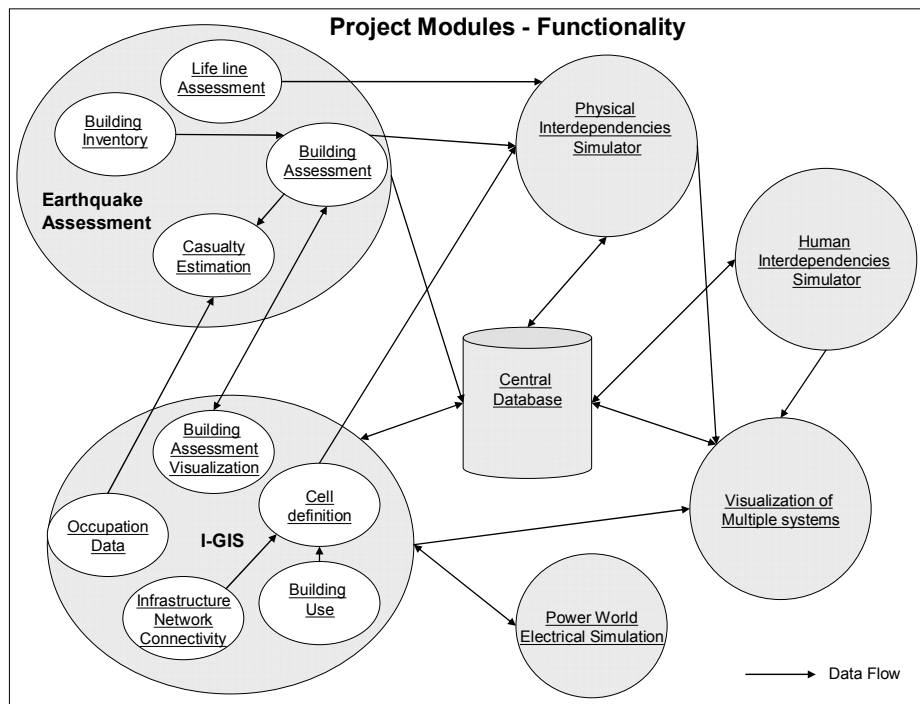 Project Modules - Functionality
Life line
Assessment
Building
Inventory
Building
Assessment
Earthquake
Assessment
Casualty
Estimation
Physical
Interdependencies
Simulator
Human
Interdependencies
Simulator
Central
Database
Building
Assessment
Visualization
Cell
definition
Occupation
Data
I-GIS
Infrastructure
Network
Connectivity
Building
Use
Visualization of
Multiple systems
Power World
Electrical Simulation
Data Flow